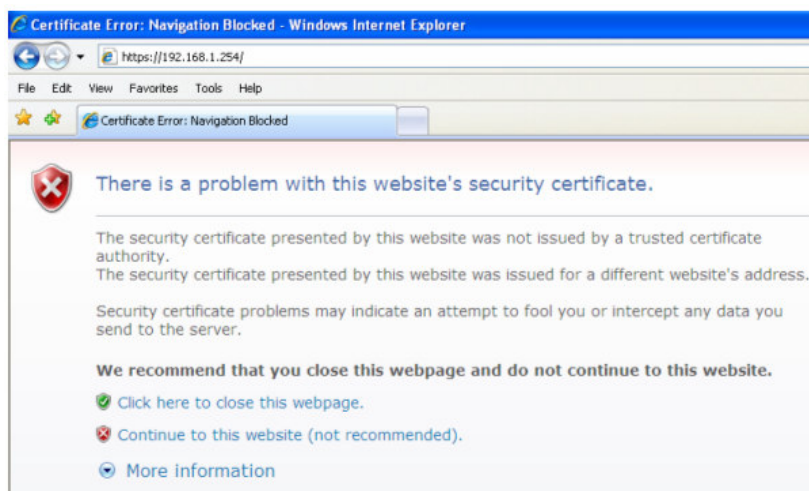 Certificate Error: Navigation Blocked - Windows Internet Explorer
https://192.168.1.254/
File Edit View Favorites Tools Help
Certificate Error: Navigation Blocked
There is a problem with this website's security certificate.
The security certificate presented by this website was not issued by a trusted certificate
authority.
The security certificate presented by this website was issued for a different website's address.
Security certificate problems may indicate an attempt to fool you or intercept any data you
send to the server.
We recommend that you close this webpage and do not continue to this website.
Click here to close this webpage.
Continue to this website (not recommended).
More information